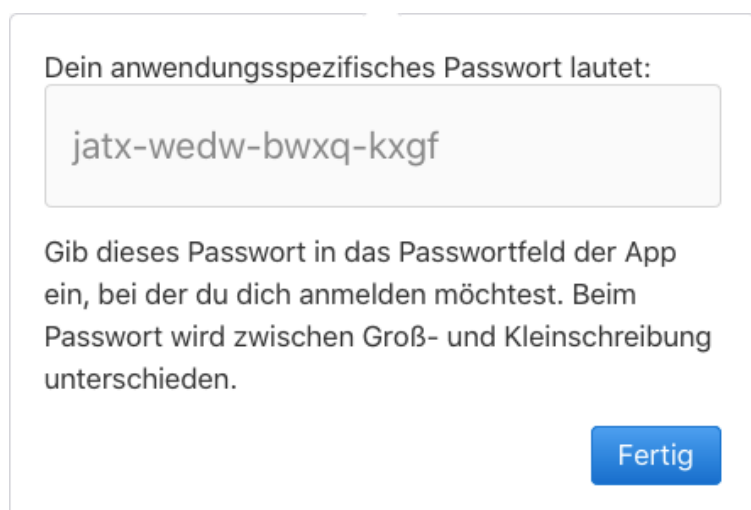 Dein anwendungsspezifisches Passwort lautet:
jatx-wedw-bwxq-kxgf
Gib dieses Passwort in das Passwortfeld der App
ein, bei der du dich anmelden möchtest. Beim
Passwort wird zwischen Groß- und Kleinschreibung
unterschieden.
Fertig